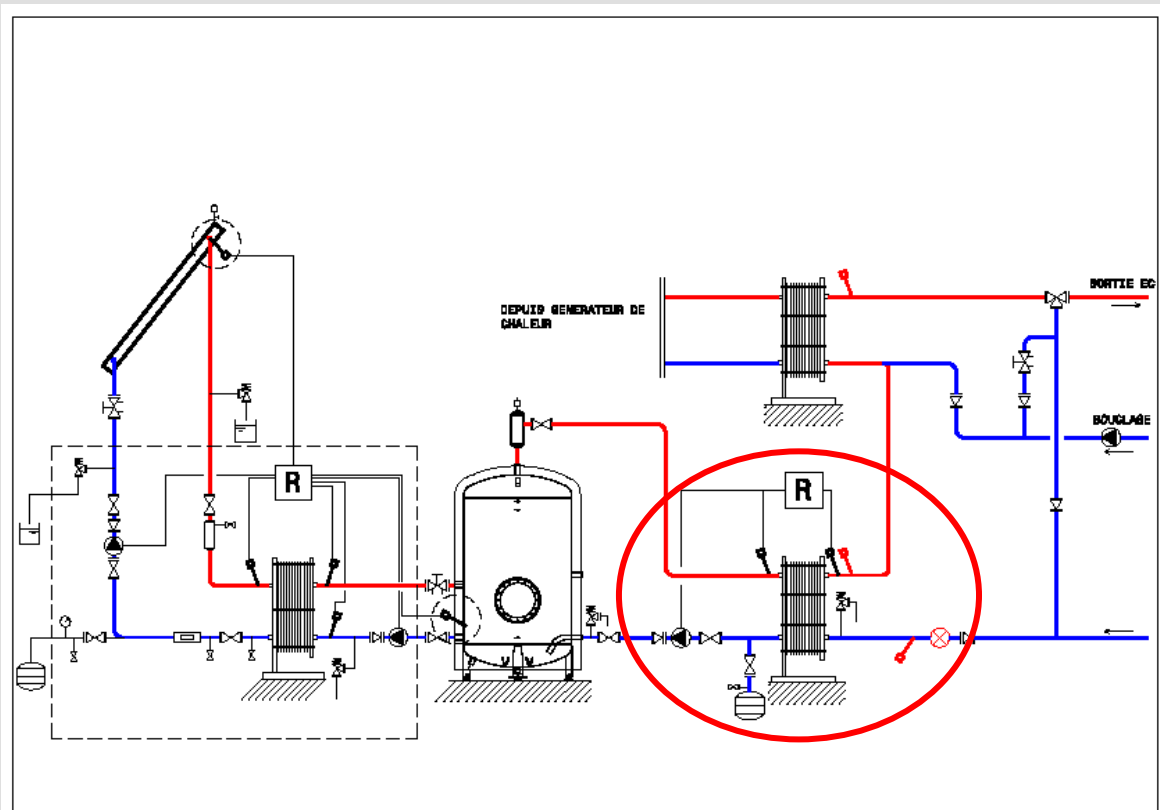 SORTIE EC
DEPUIS GENERATEUR DE
CHALEUR
BOUCLAGE
R
R